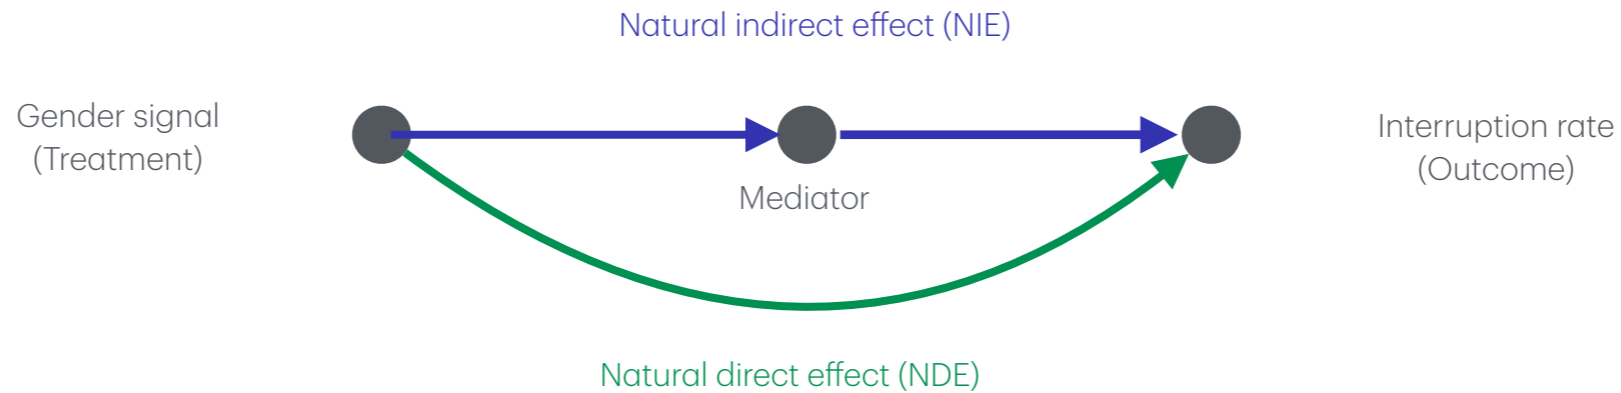 Natural indirect effect (NIE)
Gender signal
(Treatment)
Mediator
Interruption rate
(Outcome)
Natural direct effect (NDE)